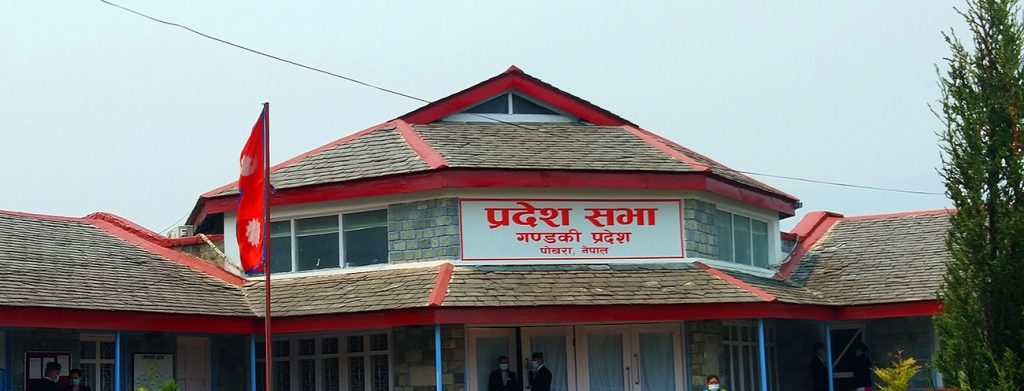 प्रदेश सभा
गण्डकी प्रदेश
पोखरा, नेपाल